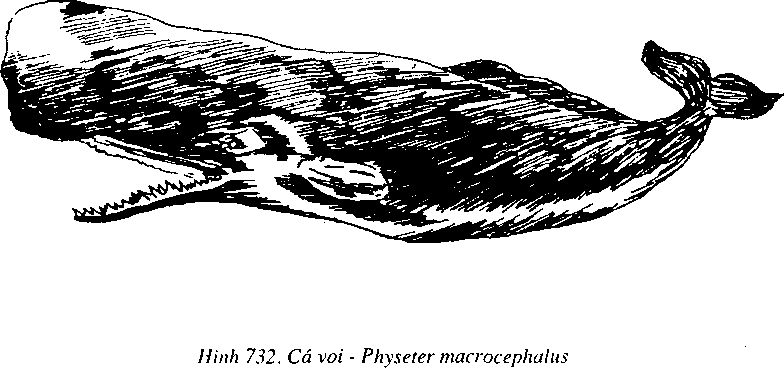 Hình 732. Cá voi - Physeter macrocephalus